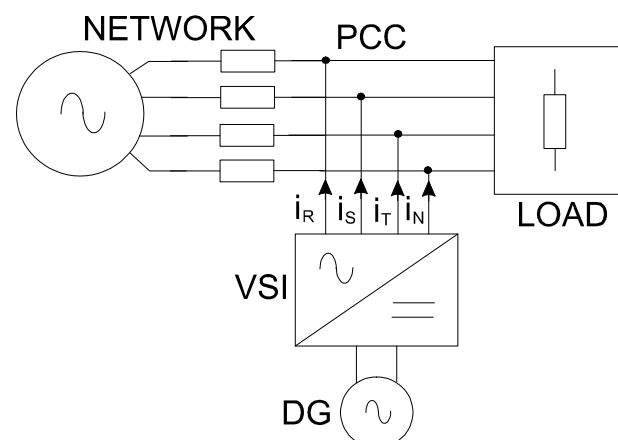 NETWORK
PCC
LOAD
iR iS iT iN
VSI
DG